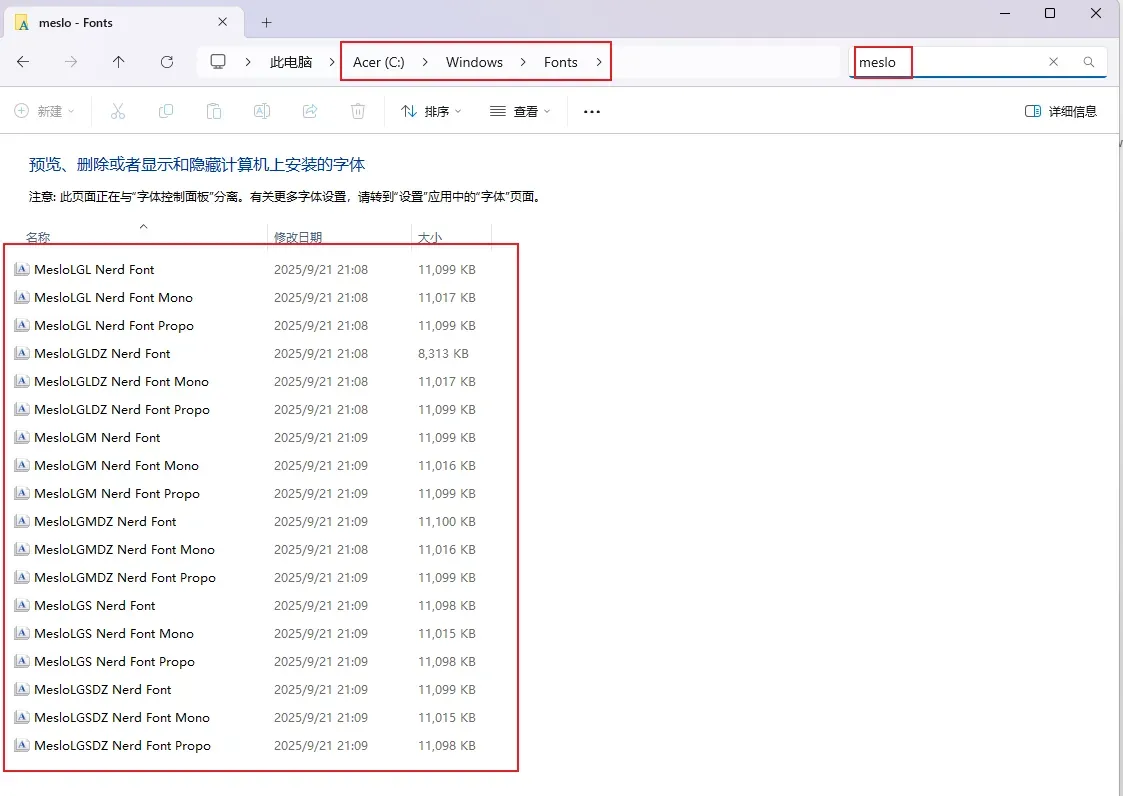 meslo - Fonts
此电脑 Acer (C:) Windows Fonts meslo
新建 排序 查看 详细信息
预览、删除或者显示和隐藏计算机上安装的字体
注意: 此页面正在与“字体控制面板”分离。有关更多字体设置，请转到“设置”应用中的“字体”页面。
名称 修改日期 大小
MesloLGL Nerd Font 2025/9/21 21:08 11,099 KB
MesloLGL Nerd Font Mono 2025/9/21 21:08 11,017 KB
MesloLGL Nerd Font Propo 2025/9/21 21:08 11,099 KB
MesloLGLDZ Nerd Font 2025/9/21 21:08 8,313 KB
MesloLGLDZ Nerd Font Mono 2025/9/21 21:08 11,017 KB
MesloLGLDZ Nerd Font Propo 2025/9/21 21:08 11,099 KB
MesloLGM Nerd Font 2025/9/21 21:09 11,099 KB
MesloLGM Nerd Font Mono 2025/9/21 21:09 11,016 KB
MesloLGM Nerd Font Propo 2025/9/21 21:09 11,099 KB
MesloLGMDZ Nerd Font 2025/9/21 21:09 11,100 KB
MesloLGMDZ Nerd Font Mono 2025/9/21 21:08 11,016 KB
MesloLGMDZ Nerd Font Propo 2025/9/21 21:09 11,099 KB
MesloLGS Nerd Font 2025/9/21 21:09 11,098 KB
MesloLGS Nerd Font Mono 2025/9/21 21:09 11,015 KB
MesloLGS Nerd Font Propo 2025/9/21 21:09 11,098 KB
MesloLGSDZ Nerd Font 2025/9/21 21:09 11,099 KB
MesloLGSDZ Nerd Font Mono 2025/9/21 21:09 11,015 KB
MesloLGSDZ Nerd Font Propo 2025/9/21 21:09 11,098 KB